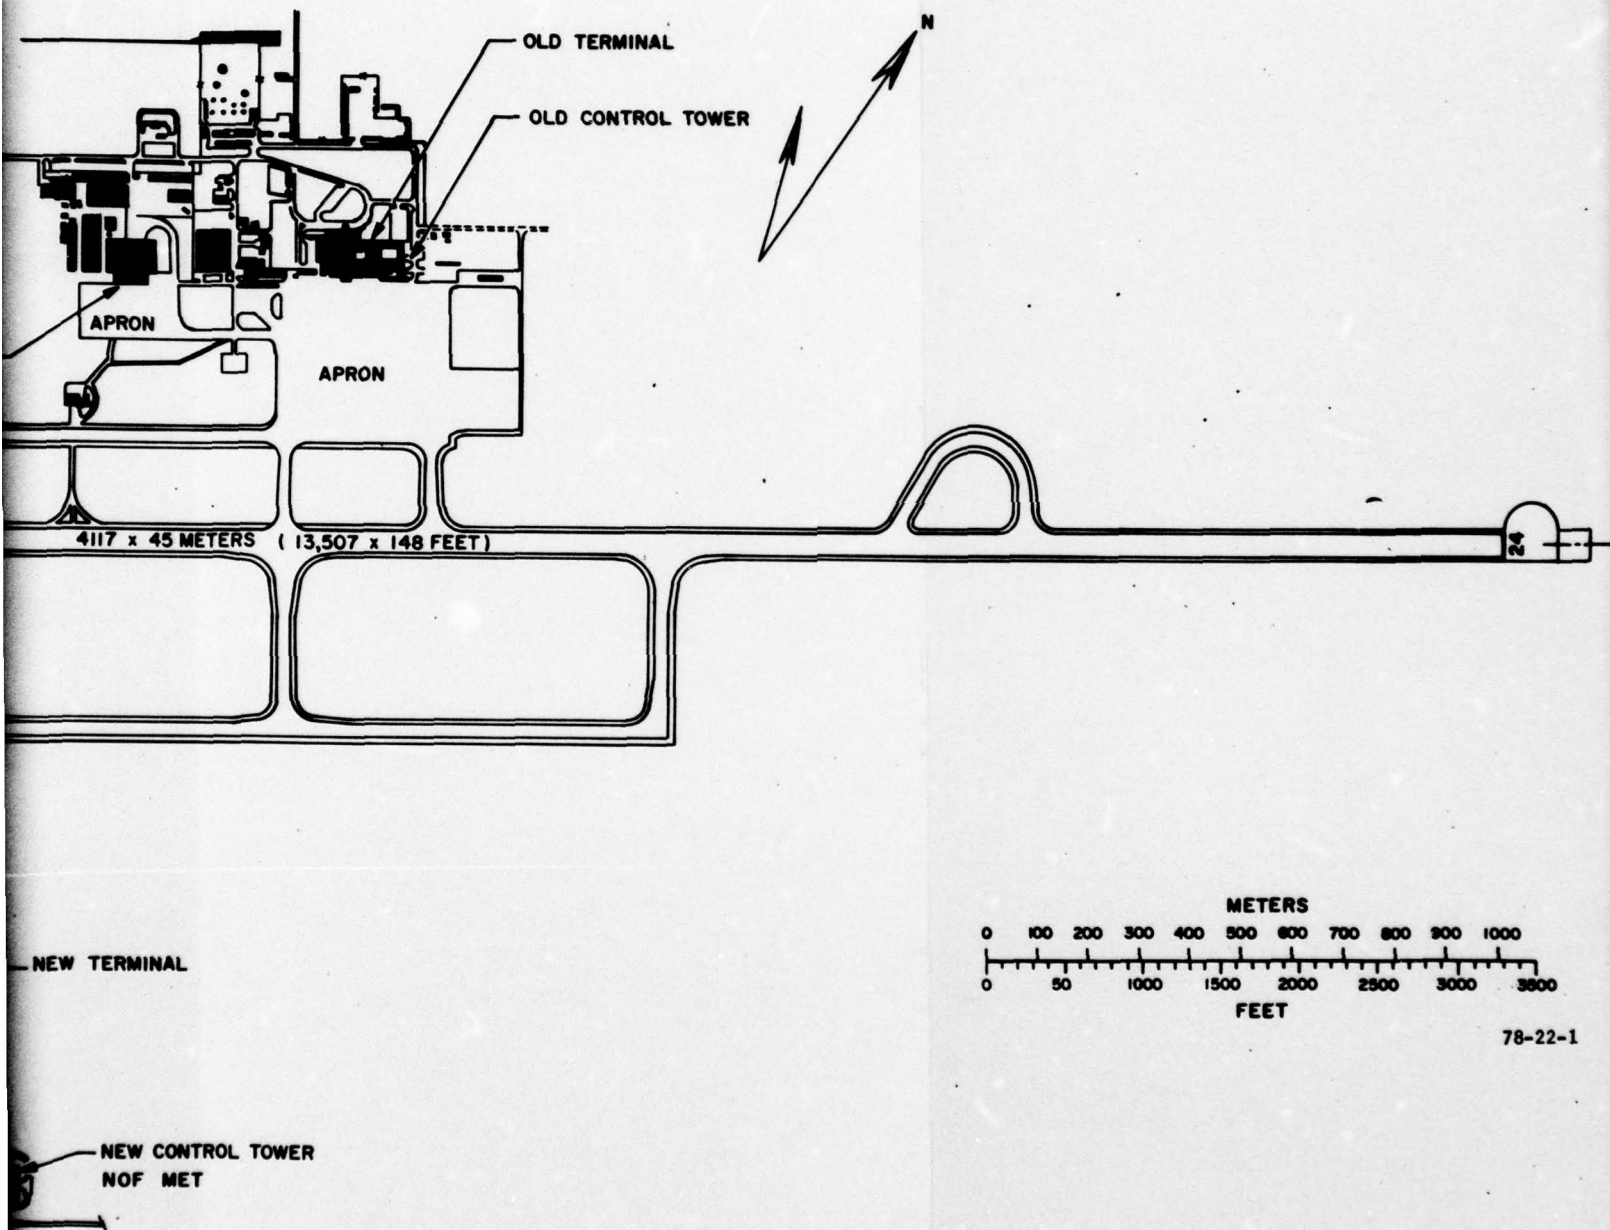 N
OLD TERMINAL
OLD CONTROL TOWER
APRON
APRON
4117 x 45 METERS ( 13,507 x 148 FEET)
24
METERS
0 100 200 300 400 500 600 700 800 900 1000
0 50 1000 1500 2000 2500 3000 3500
FEET
78-22-1
NEW TERMINAL
NEW CONTROL TOWER
NOF MET